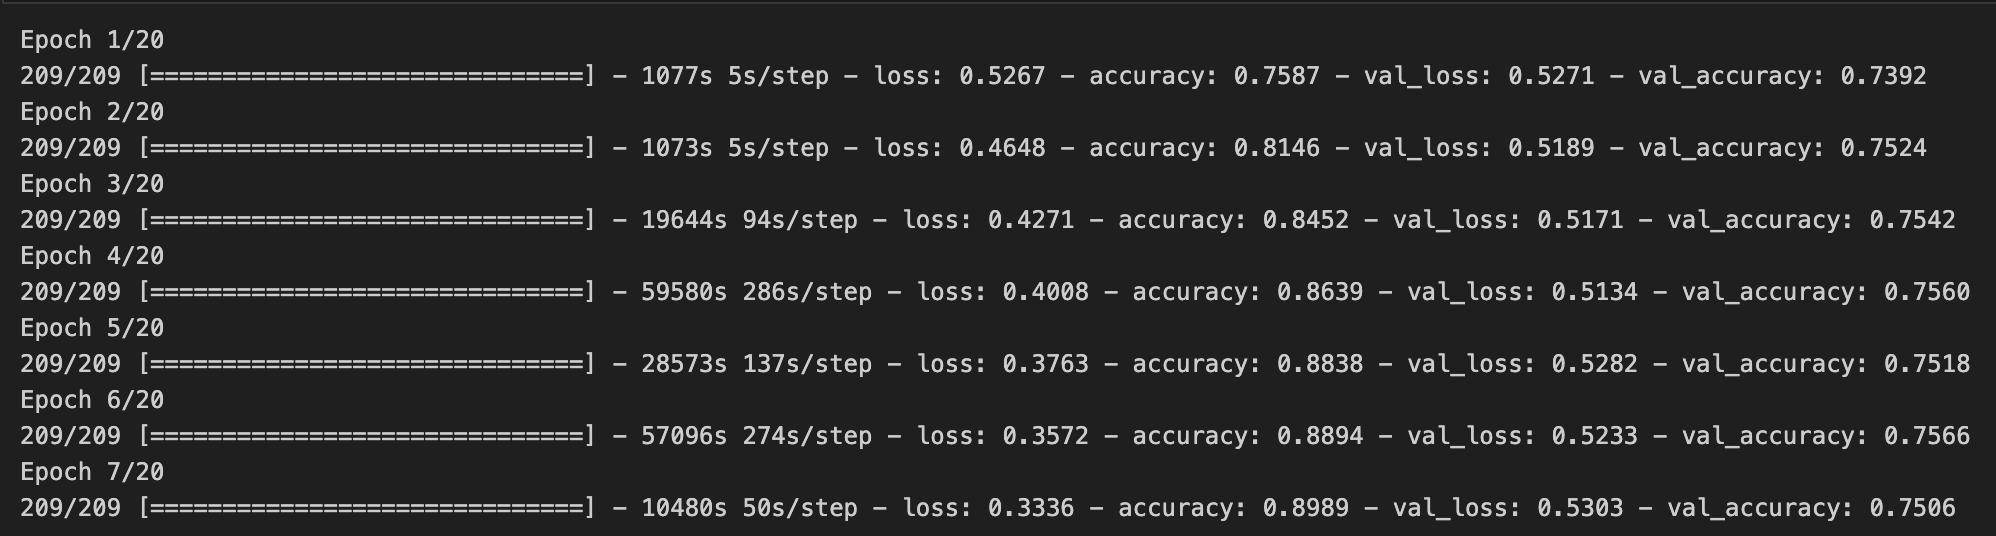 Epoch 1/20
209/209 [==============================] - 1077s 5s/step - loss: 0.5267 - accuracy: 0.7587 - val_loss: 0.5271 - val_accuracy: 0.7392
Epoch 2/20
209/209 [==============================] - 1073s 5s/step - loss: 0.4648 - accuracy: 0.8146 - val_loss: 0.5189 - val_accuracy: 0.7524
Epoch 3/20
209/209 [==============================] - 19644s 94s/step - loss: 0.4271 - accuracy: 0.8452 - val_loss: 0.5171 - val_accuracy: 0.7542
Epoch 4/20
209/209 [==============================] - 59580s 286s/step - loss: 0.4008 - accuracy: 0.8639 - val_loss: 0.5134 - val_accuracy: 0.7560
Epoch 5/20
209/209 [==============================] - 28573s 137s/step - loss: 0.3763 - accuracy: 0.8838 - val_loss: 0.5282 - val_accuracy: 0.7518
Epoch 6/20
209/209 [==============================] - 57096s 274s/step - loss: 0.3572 - accuracy: 0.8894 - val_loss: 0.5233 - val_accuracy: 0.7566
Epoch 7/20
209/209 [==============================] - 10480s 50s/step - loss: 0.3336 - accuracy: 0.8989 - val_loss: 0.5303 - val_accuracy: 0.7506